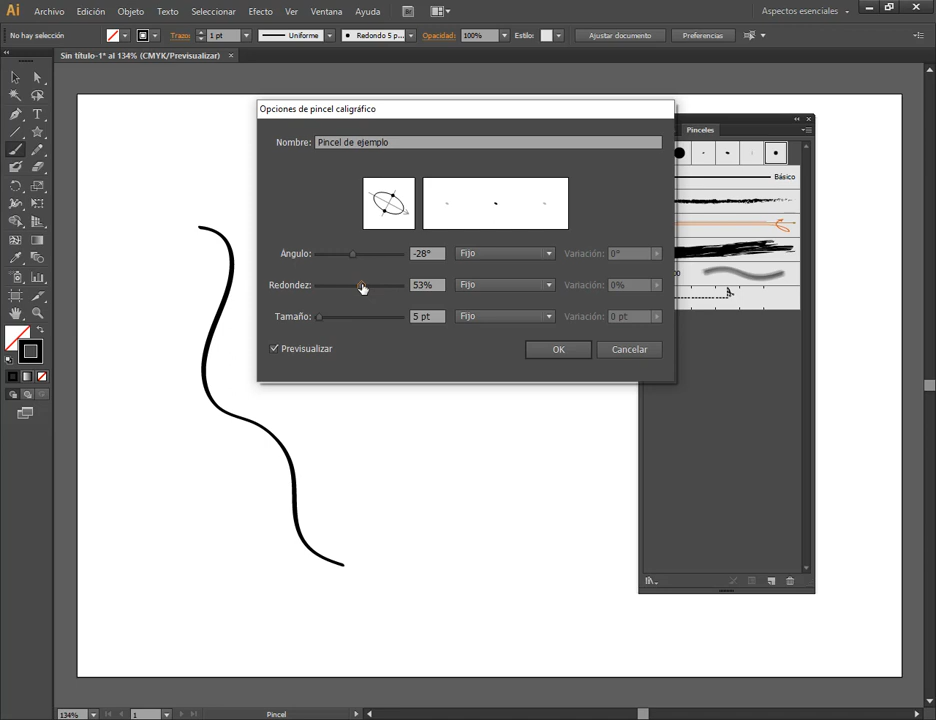 Ai Archivo Edición Objeto Texto Seleccionar Efecto Ver Ventana Ayuda Br Aspectos esenciales
No hay selección Trazo: 1 pt Uniforme Redondo 5 p... Opacidad: 100% Estilo: Ajustar documento Preferencias
Sin título-1* al 134% (CMYK/Previsualizar)
Opciones de pincel caligráfico
Nombre: Pincel de ejemplo
Pinceles
Básico
Ángulo: -28° Fijo Variación: 0°
Redondez: 53% Fijo Variación: 0%
Tamaño: 5 pt Fijo Variación: 0 pt
Previsualizar OK Cancelar
134% 1 Pincel